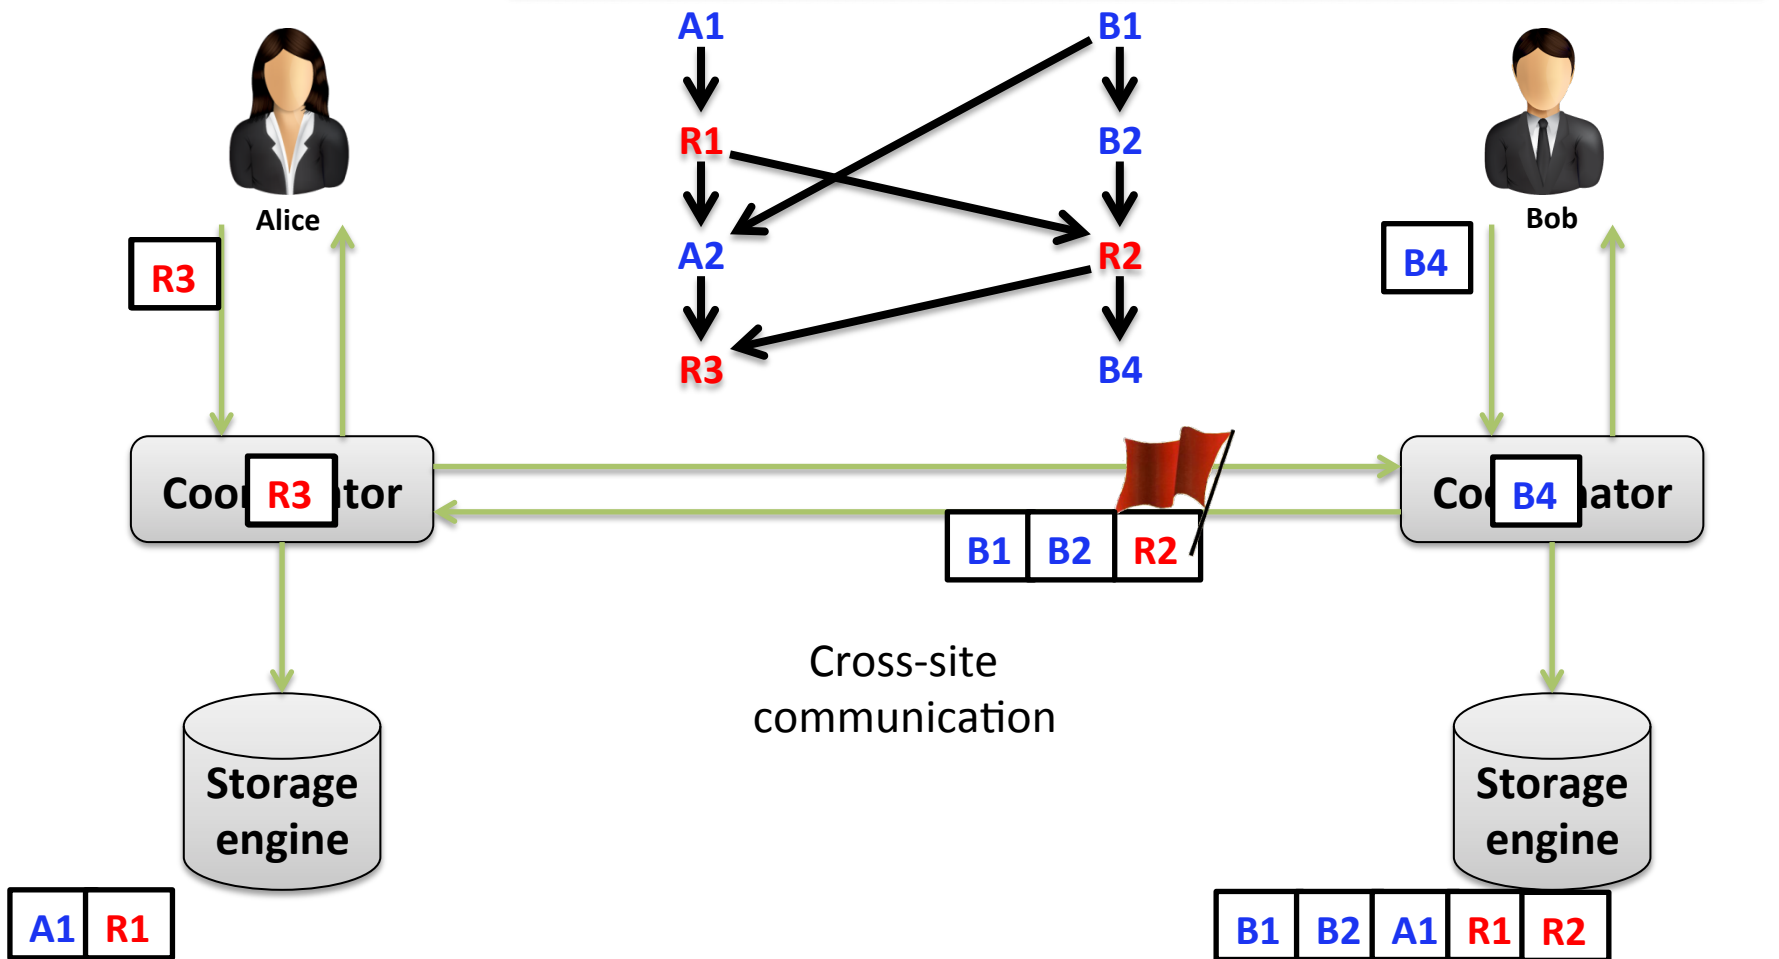 A1
B1
R1
B2
Alice
Bob
A2
R2
R3
B4
R3
B4
Coor
R3
tor
Co
B4
ator
B1
B2
R2
Cross-site
communication
Storage
engine
Storage
engine
A1
R1
B1
B2
A1
R1
R2